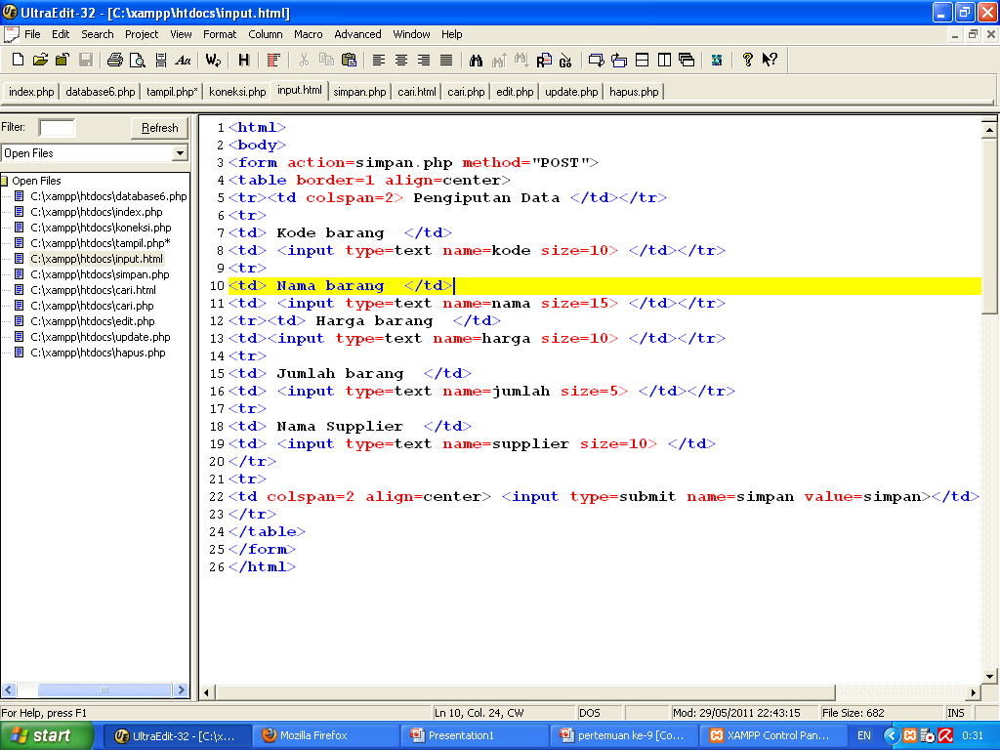 UltraEdit-32 - [C:\xampp\htdocs\input.html]
File Edit Search Project View Format Column Macro Advanced Window Help
index.php database6.php tampil.php* koneksi.php input.html simpan.php cari.html cari.php edit.php update.php hapus.php
Filter: Refresh
Open Files
Open Files
C:\xampp\htdocs\database6.php
C:\xampp\htdocs\index.php
C:\xampp\htdocs\koneksi.php
C:\xampp\htdocs\tampil.php*
C:\xampp\htdocs\input.html
C:\xampp\htdocs\simpan.php
C:\xampp\htdocs\cari.html
C:\xampp\htdocs\cari.php
C:\xampp\htdocs\edit.php
C:\xampp\htdocs\update.php
C:\xampp\htdocs\hapus.php
1 <html>
2 <body>
3 <form action=simpan.php method="POST">
4 <table border=1 align=center>
5 <tr><td colspan=2> Pengiputan Data </td></tr>
6 <tr>
7 <td> Kode barang  </td>
8 <td> <input type=text name=kode size=10> </td></tr>
9 <tr>
10 <td> Nama barang  </td>
11 <td> <input type=text name=nama size=15> </td></tr>
12 <tr><td> Harga barang  </td>
13 <td><input type=text name=harga size=10> </td></tr>
14 <tr>
15 <td> Jumlah barang  </td>
16 <td> <input type=text name=jumlah size=5> </td></tr>
17 <tr>
18 <td> Nama Supplier  </td>
19 <td> <input type=text name=supplier size=10> </td>
20 </tr>
21 <tr>
22 <td colspan=2 align=center> <input type=submit name=simpan value=simpan></td>
23 </tr>
24 </table>
25 </form>
26 </html>
For Help, press F1 Ln 10, Col. 24, CW DOS Mod: 29/05/2011 22:43:15 File Size: 682 INS
start UltraEdit-32 - [C:\x... Mozilla Firefox Presentation1 pertemuan ke-9 [Co... XAMPP Control Pan... EN 0:31